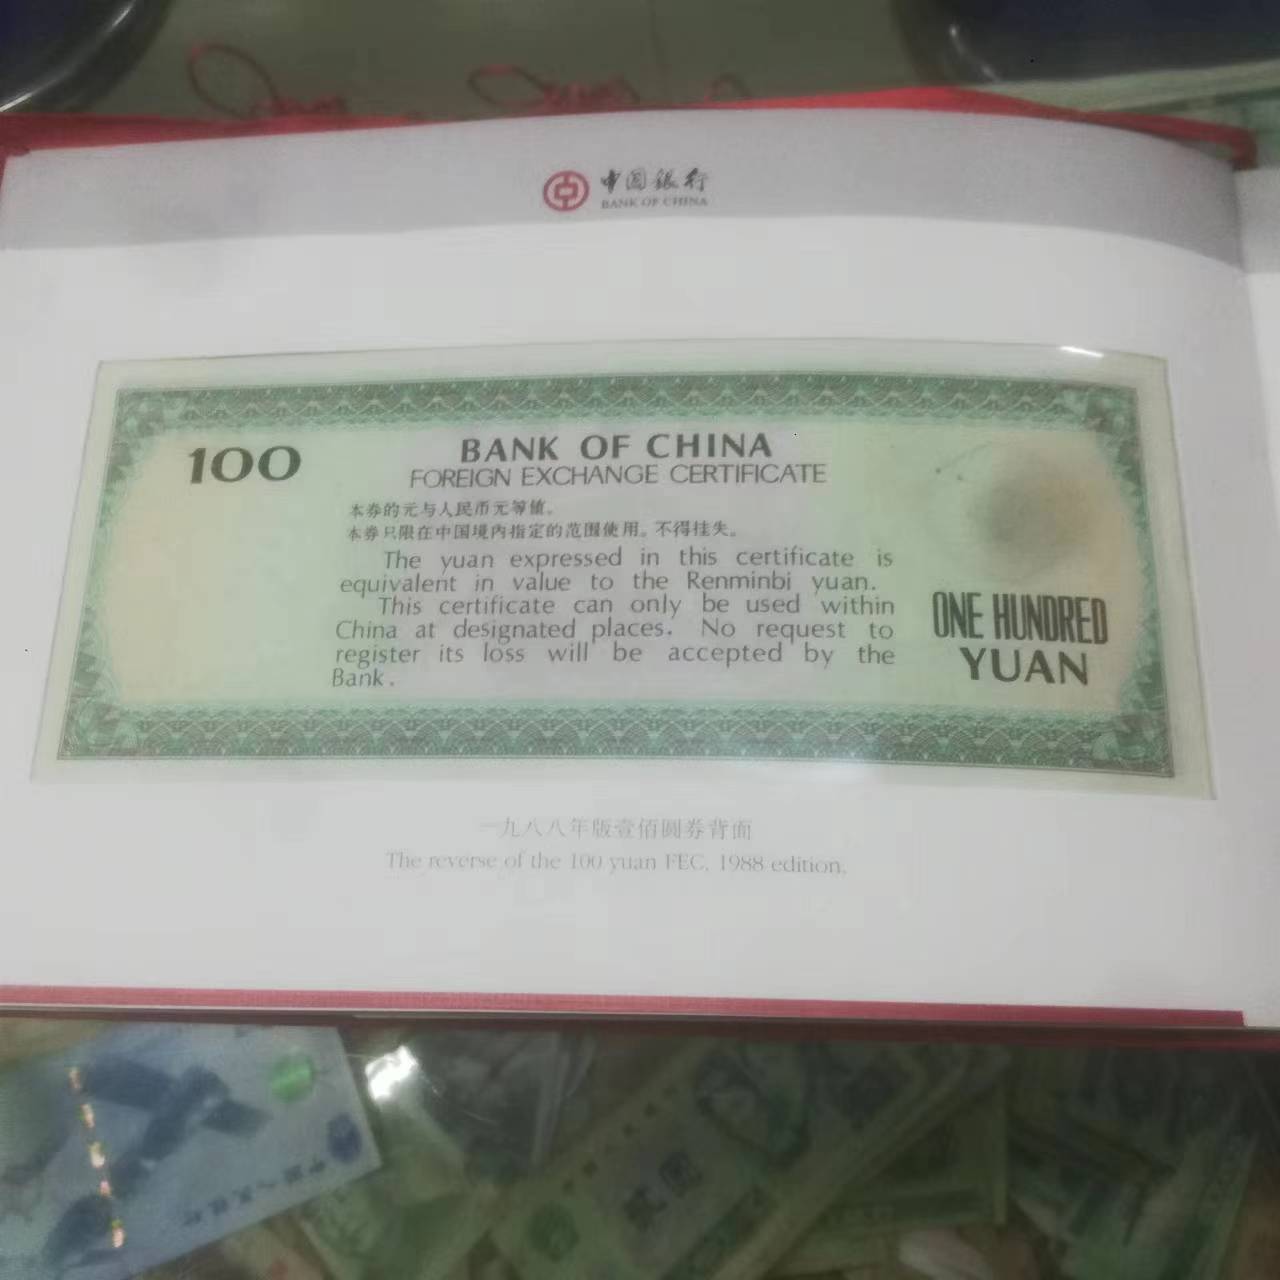 中国銀行
BANK OF CHINA
100
BANK OF CHINA
FOREIGN EXCHANGE CERTIFICATE
本券的元与人民币元等值。
本券只限在中国境内指定的范围使用。不得挂失。
The yuan expressed in this certificate is
equivalent in value to the Renminbi yuan.
This certificate can only be used within
China at designated places. No request to
register its loss will be accepted by the
Bank.
ONE HUNDRED
YUAN
一九八八年版壹佰圆券背面
The reverse of the 100 yuan FEC, 1988 edition.
贰圆